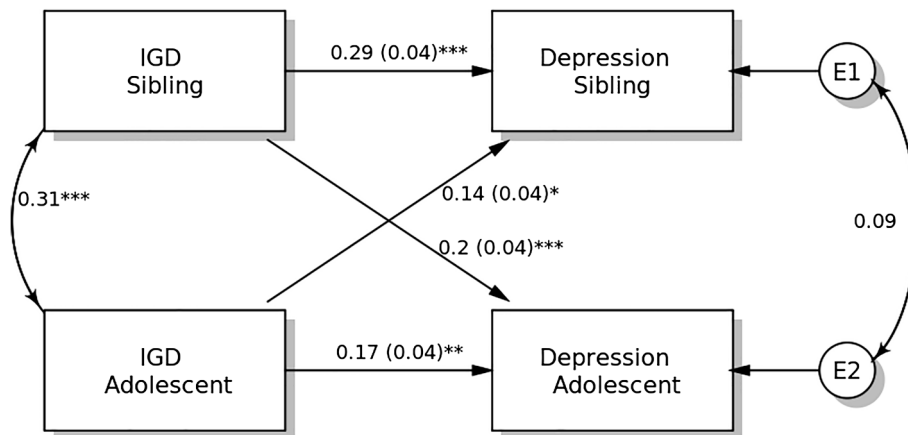 IGD
Sibling
0.29 (0.04)***
Depression
Sibling
E1
0.31***
0.14 (0.04)*
0.09
0.2 (0.04)***
IGD
Adolescent
0.17 (0.04)**
Depression
Adolescent
E2